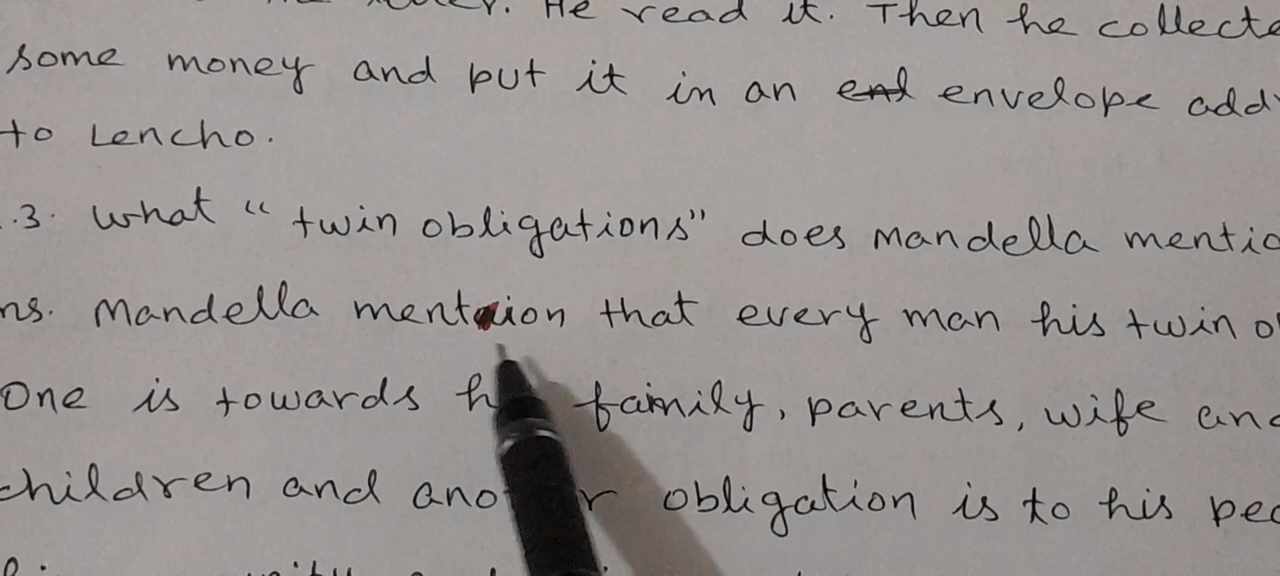 He read it. Then he collecte
some money and put it in an envelope add
to Lencho.
.3. what "twin obligations" does mandella mentio
ns. Mandella mention that every man his twin o
One is towards h family, parents, wife and
children and ano r obligation is to his peo